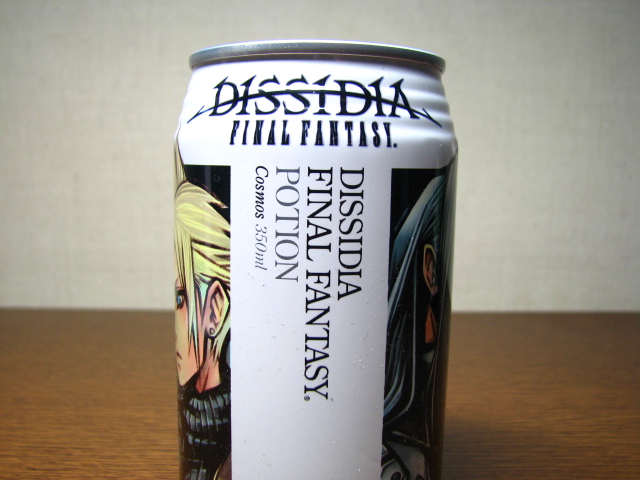 DISSIDIA
FINAL FANTASY®
DISSIDIA
FINAL FANTASY®
POTION
Cosmos 350ml